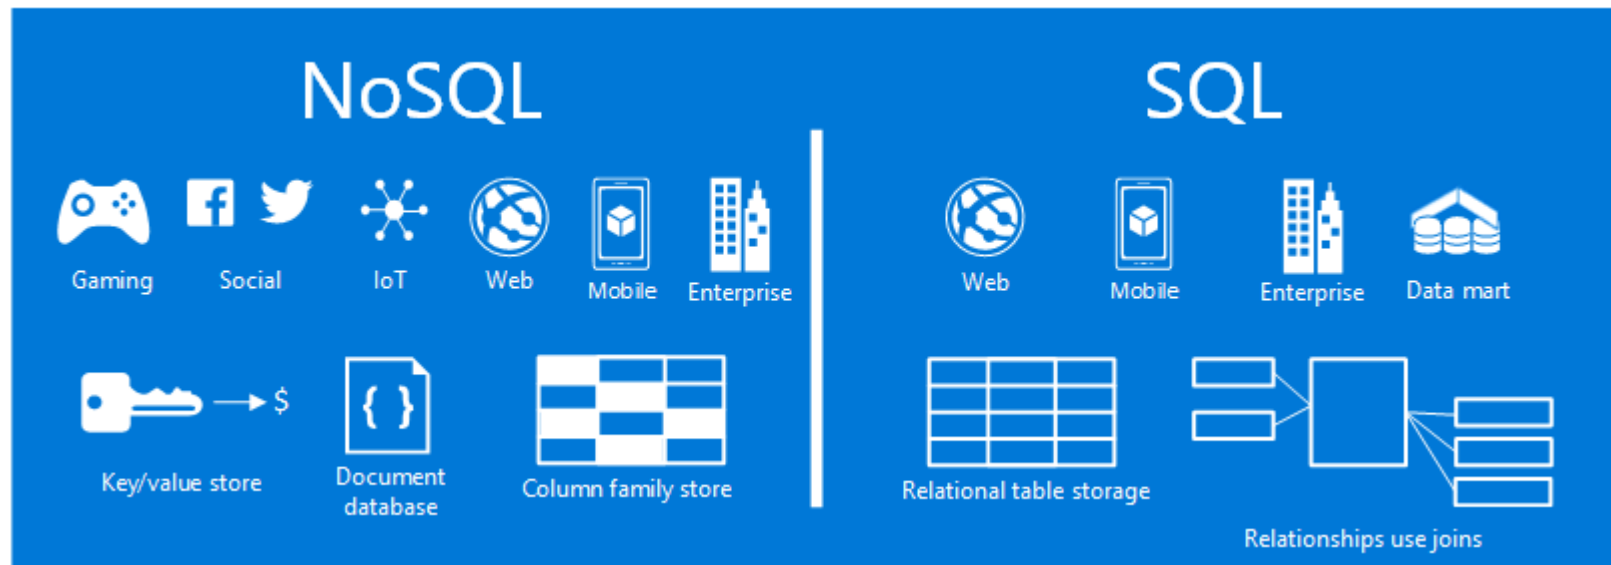 NoSQL
SQL
Gaming
Social
IoT
Web
Mobile
Enterprise
Web
Mobile
Enterprise
Data mart
$
{ }
Key/value store
Document
database
Column family store
Relational table storage
Relationships use joins